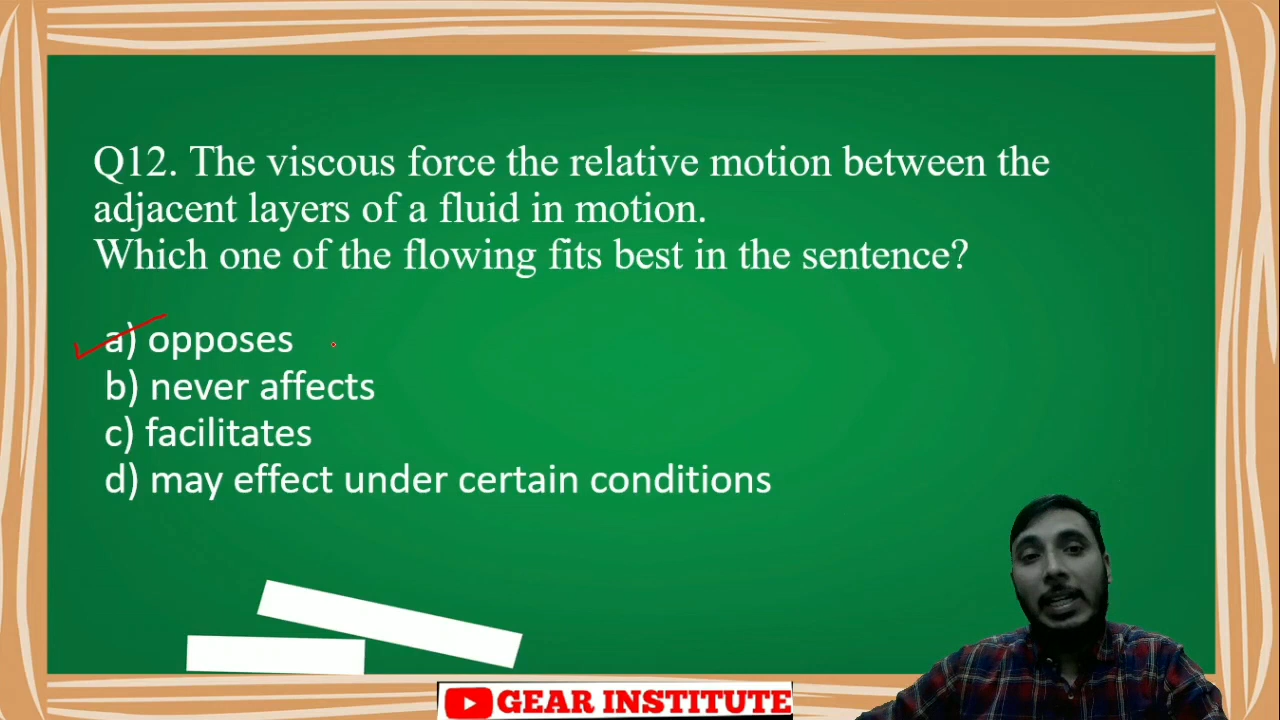 Q12. The viscous force the relative motion between the
adjacent layers of a fluid in motion.
Which one of the flowing fits best in the sentence?
a) opposes
b) never affects
c) facilitates
d) may effect under certain conditions
GEAR INSTITUTE